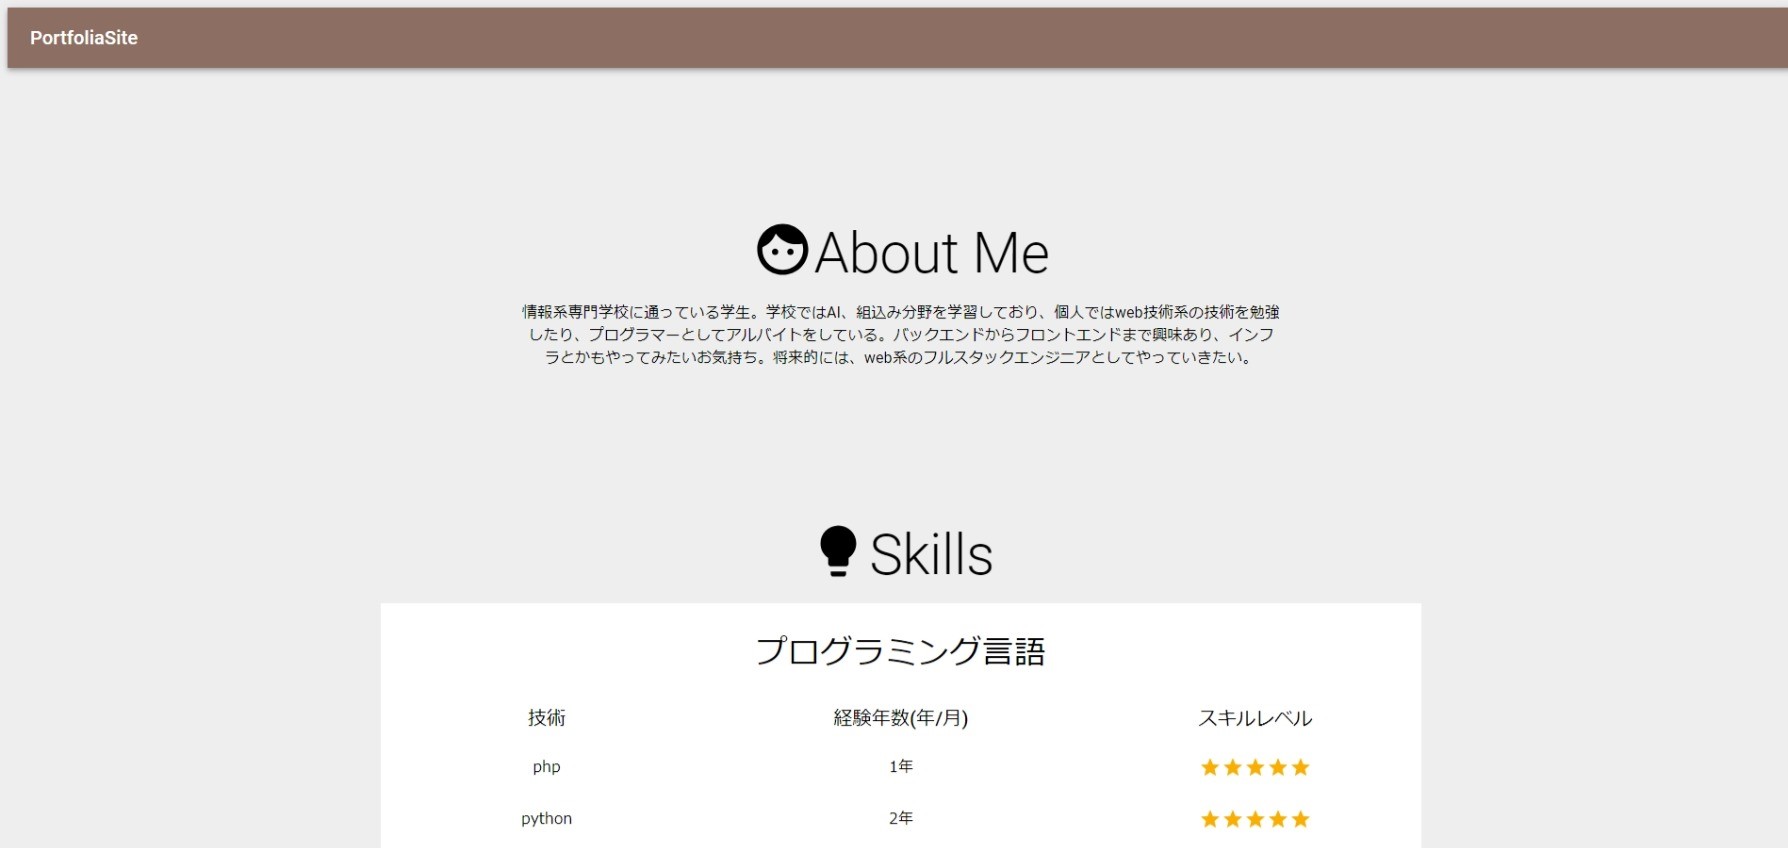 PortfoliaSite
About Me
情報系専門学校に通っている学生。学校ではAI、組込み分野を学習しており、個人ではweb技術系の技術を勉強
したり、プログラマーとしてアルバイトをしている。バックエンドからフロントエンドまで興味あり、インフ
ラとかもやってみたいお気持ち。将来的には、web系のフルスタックエンジニアとしてやっていきたい。
Skills
プログラミング言語
技術 経験年数(年/月) スキルレベル
php 1年
python 2年